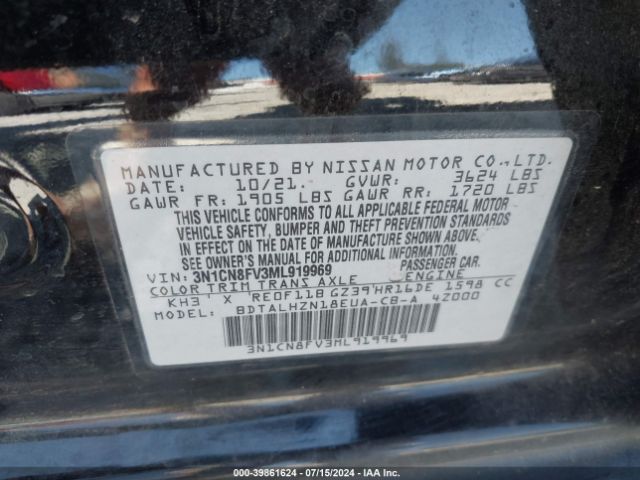 MANUFACTURED BY NISSAN MOTOR CO.,LTD.
DATE: 10/21. GVWR: 3624 LBS
GAWR FR: 1905 LBS GAWR RR: 1720 LBS
THIS VEHICLE CONFORMS TO ALL APPLICABLE FEDERAL MOTOR
VEHICLE SAFETY, BUMPER AND THEFT PREVENTION STANDARDS
IN EFFECT ON THE DATE OF MANUFACTURE SHOWN ABOVE.
SEE OWNER'S MANUAL FOR LOADING AND TIRE INFORMATION.
VIN: 3N1CN8FV3ML919969 PASSENGER CAR.
COLOR TRIM TRANS AXLE ENGINE
KH3 X RE0F11B GZ39 HR16DE 1598 CC
MODEL: BDTALHZN18EUA-CB-A 4Z000
3N1CN8FV3ML919969
000-39861624 - 07/15/2024 - IAA Inc.